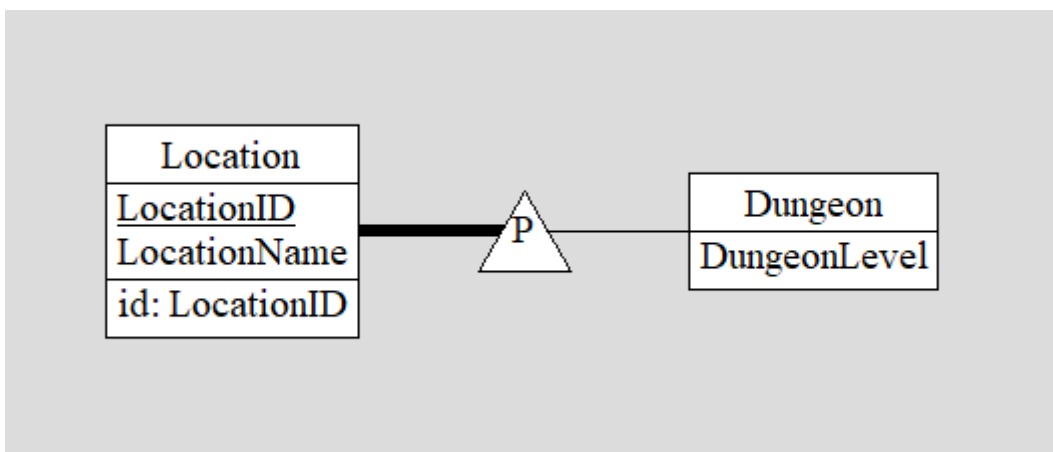 Location
LocationID
LocationName
id: LocationID
P
Dungeon
DungeonLevel